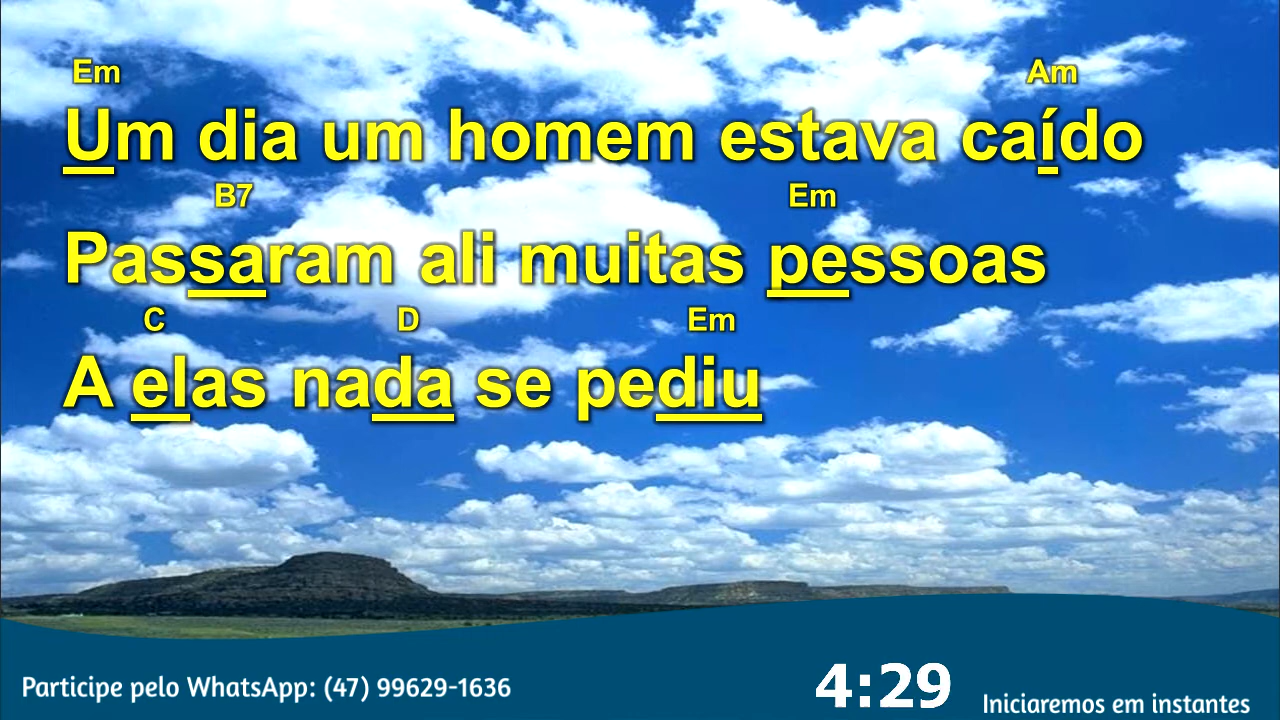 Em Am
Um dia um homem estava caído
B7 Em
Passaram ali muitas pessoas
C D Em
A elas nada se pediu
Participe pelo WhatsApp: (47) 99629-1636
4:29
Iniciaremos em instantes